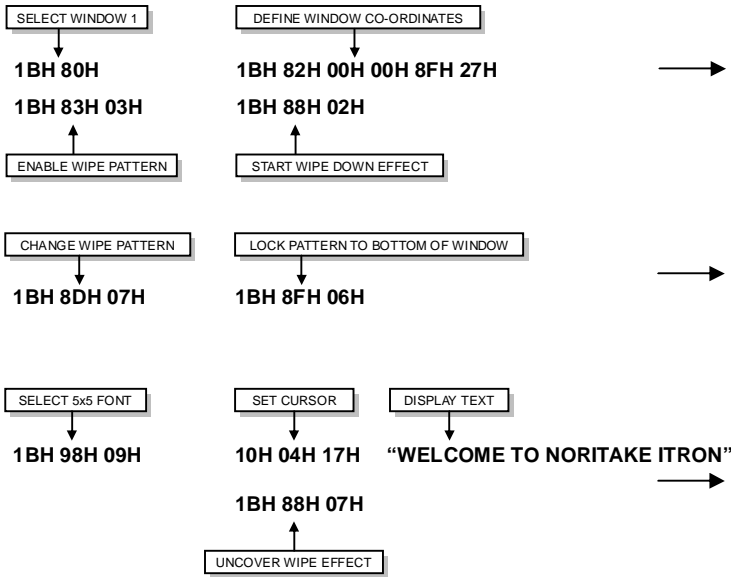 SELECT WINDOW 1 DEFINE WINDOW CO-ORDINATES
1BH 80H 1BH 82H 00H 00H 8FH 27H
1BH 83H 03H 1BH 88H 02H
ENABLE WIPE PATTERN START WIPE DOWN EFFECT
CHANGE WIPE PATTERN LOCK PATTERN TO BOTTOM OF WINDOW
1BH 8DH 07H 1BH 8FH 06H
SELECT 5x5 FONT SET CURSOR DISPLAY TEXT
1BH 98H 09H 10H 04H 17H “WELCOME TO NORITAKE ITRON”
1BH 88H 07H
UNCOVER WIPE EFFECT